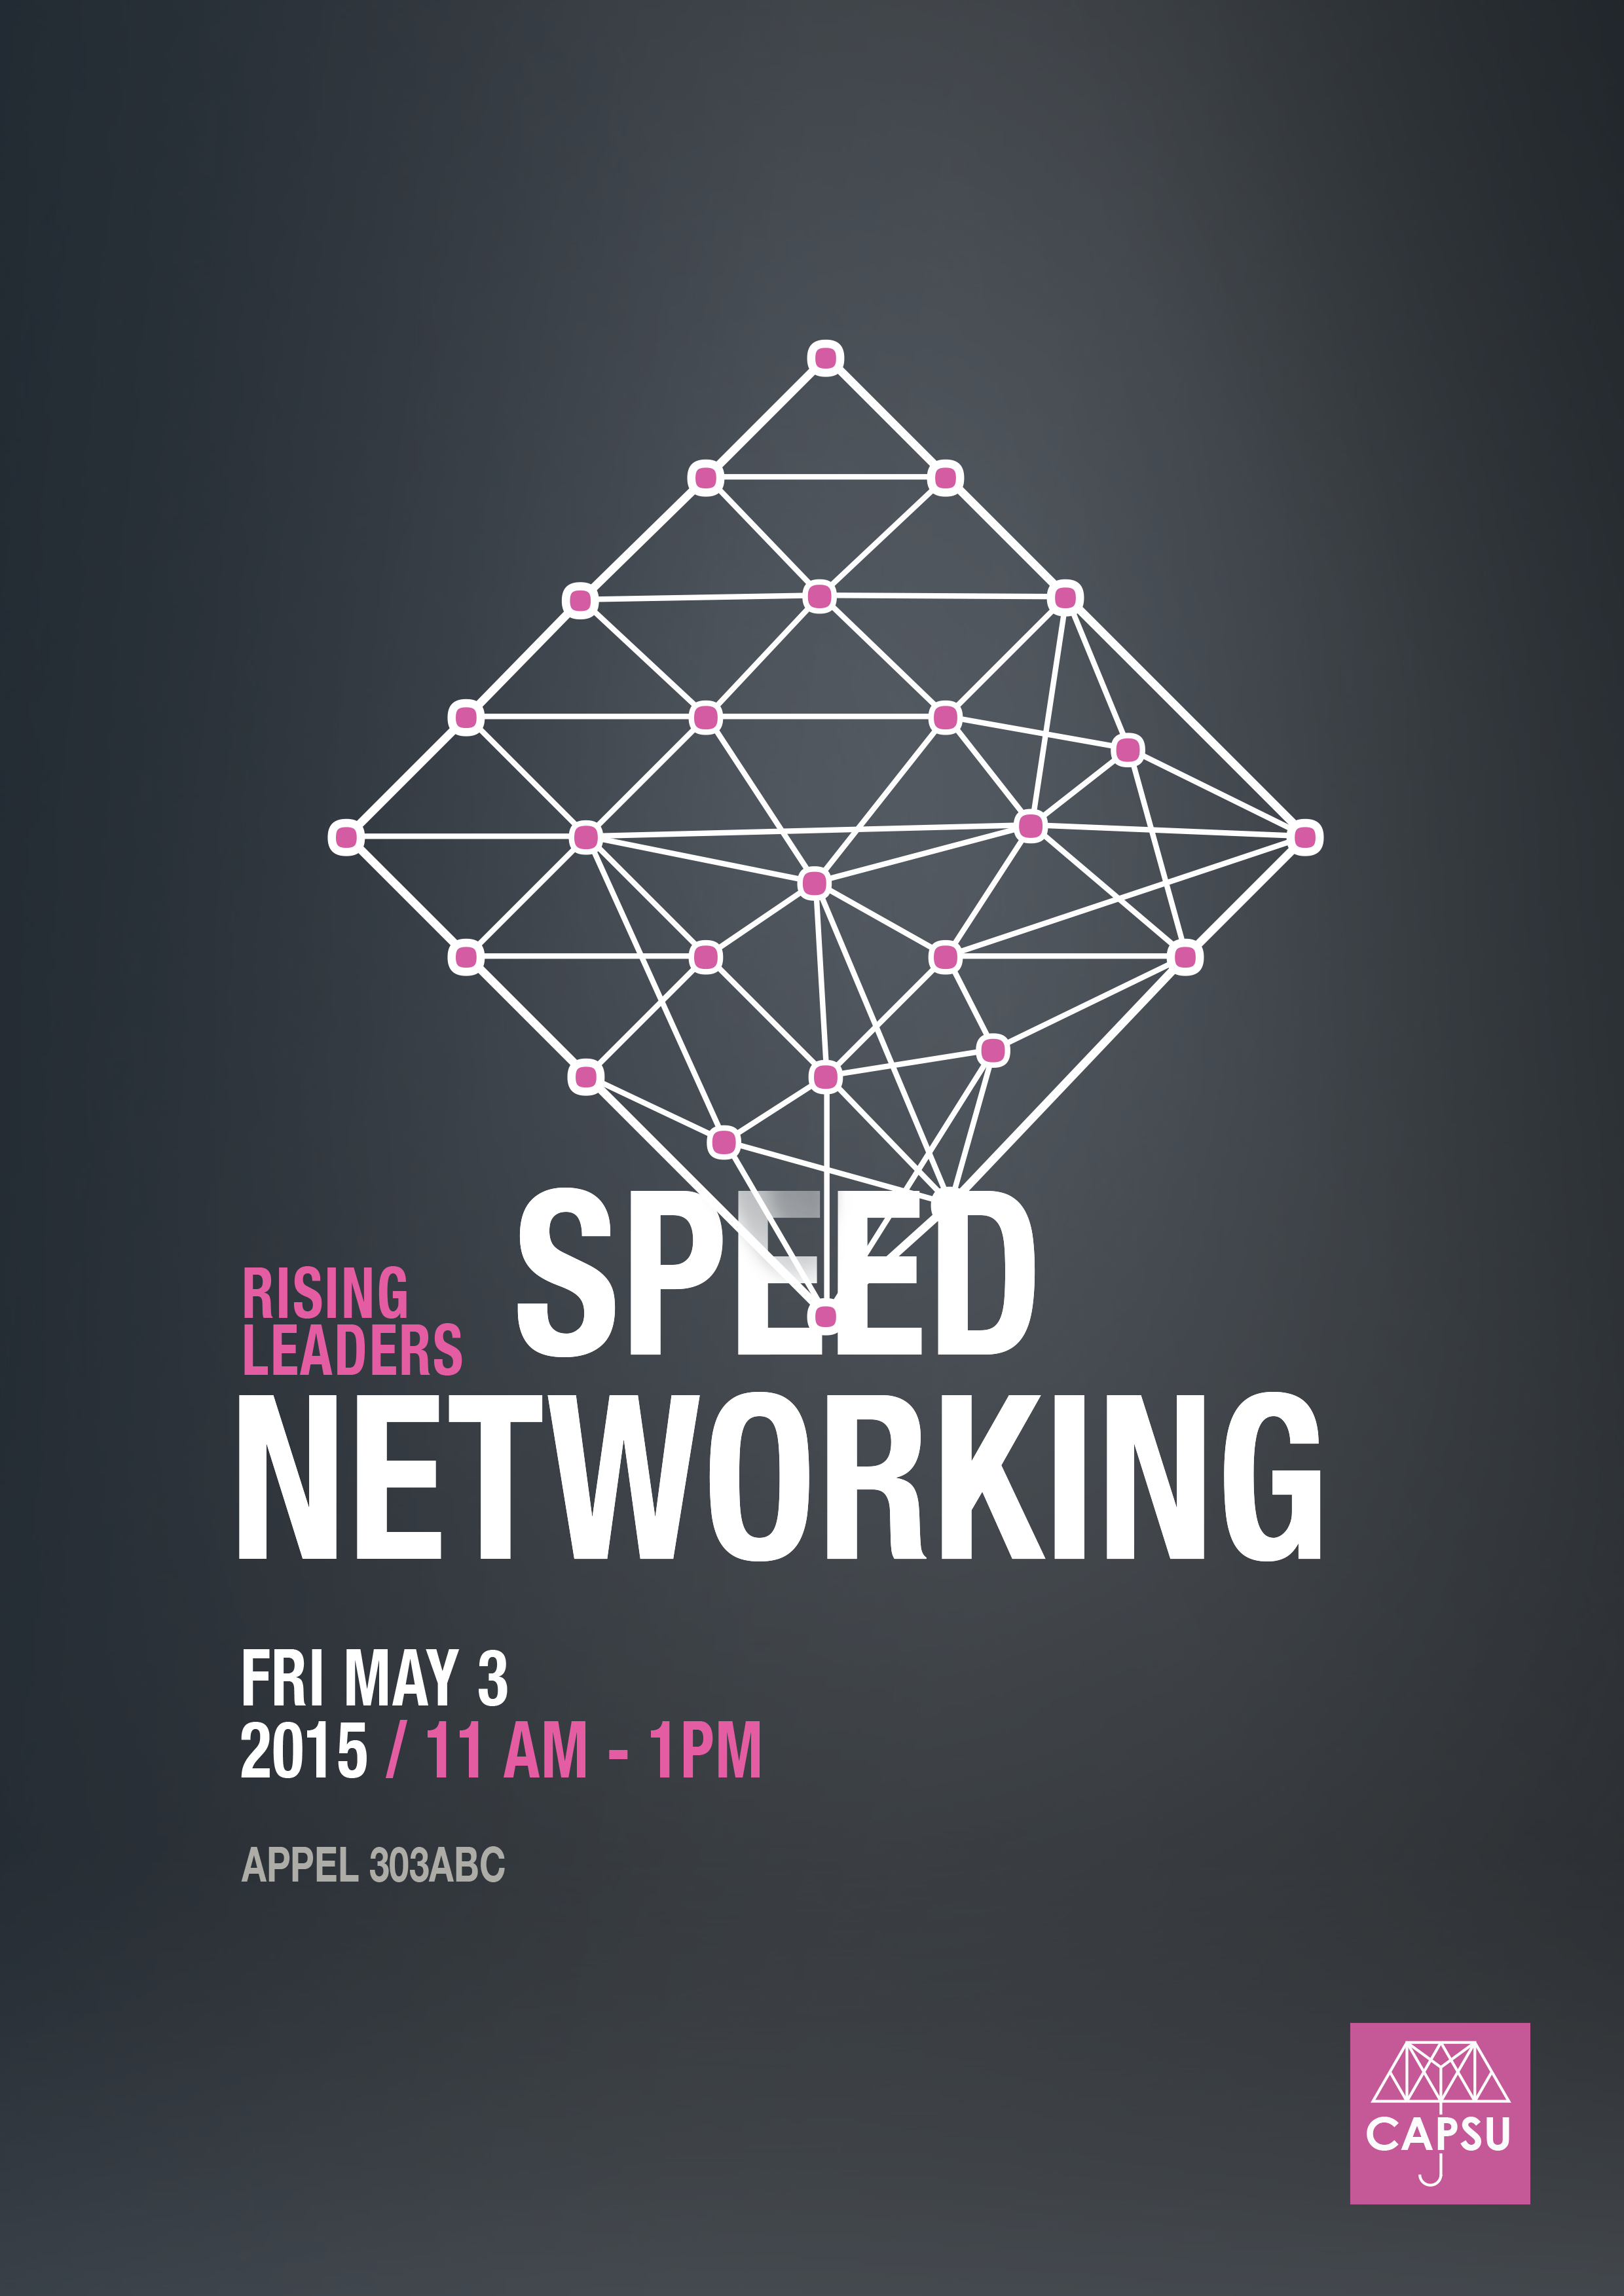 SPEED
RISING
LEADERS
NETWORKING
FRI MAY 3
2015 / 11 AM - 1PM
APPEL 303ABC
CAPSU